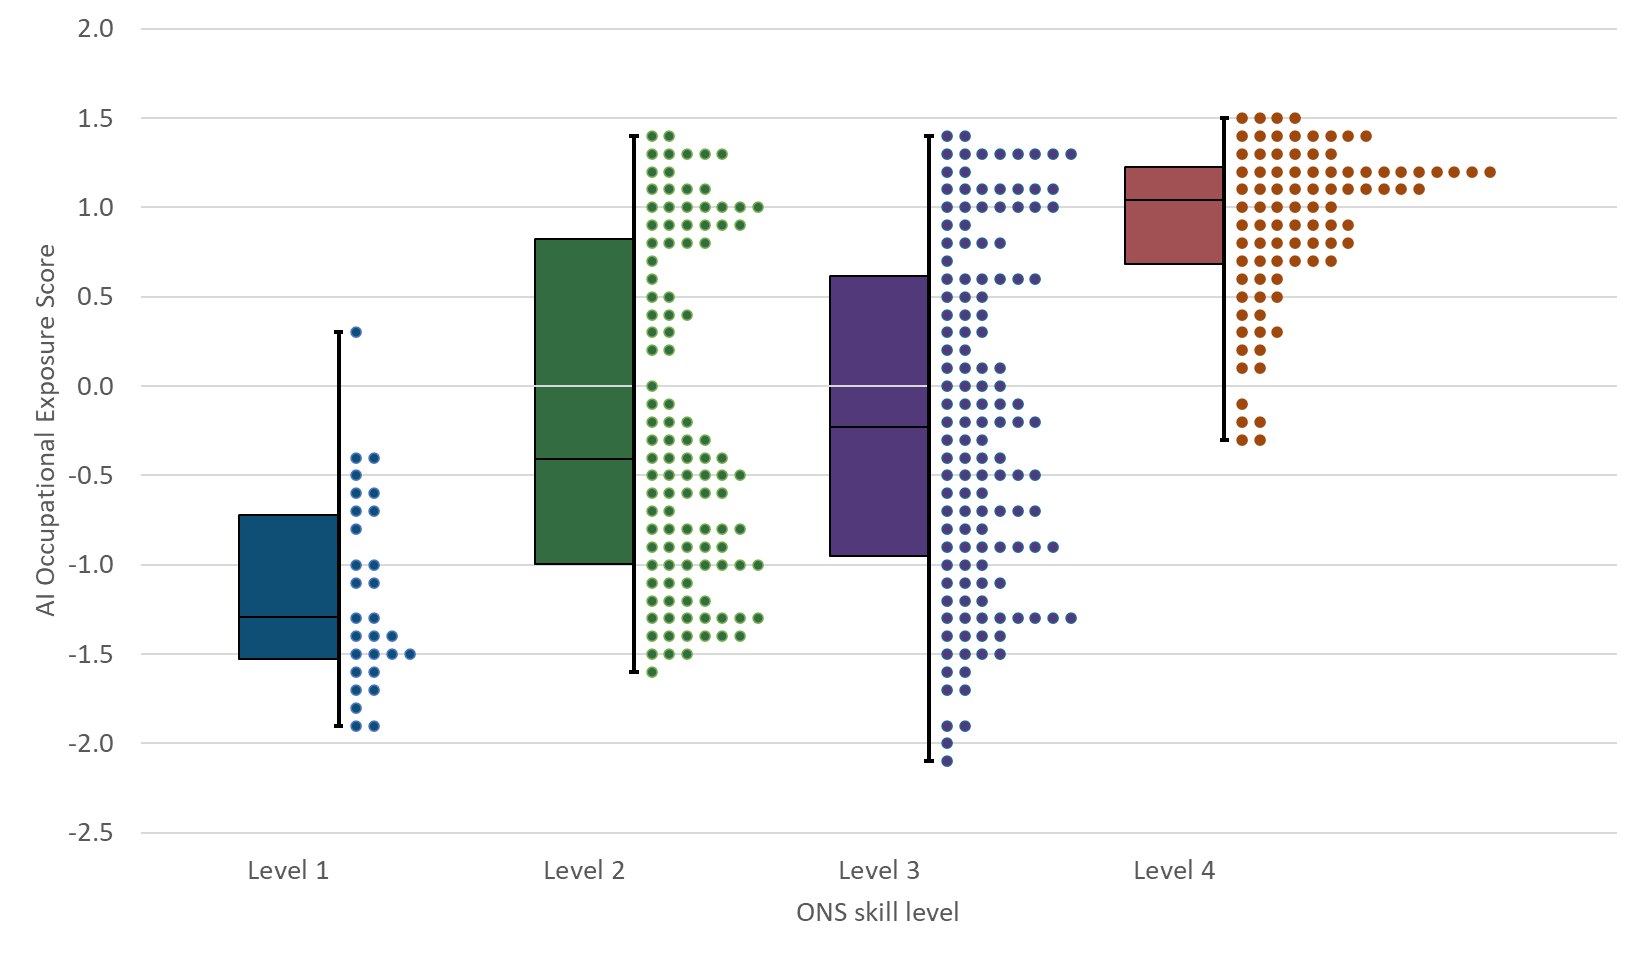 2.0
1.5
1.0
0.5
0.0
-0.5
-1.0
-1.5
-2.0
-2.5
AI Occupational Exposure Score
Level 1
Level 2
Level 3
Level 4
ONS skill level